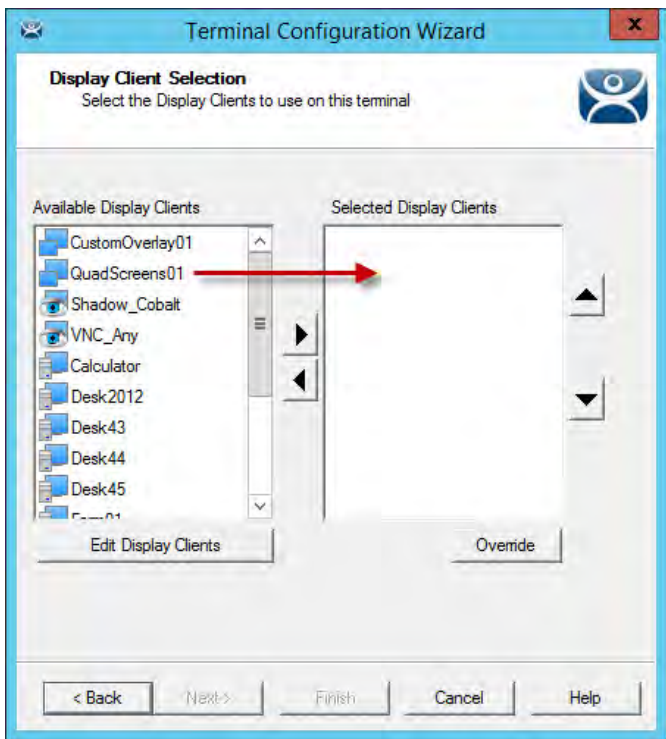 Terminal Configuration Wizard
x
Display Client Selection
Select the Display Clients to use on this terminal
Available Display Clients
Selected Display Clients
CustomOverlay01
QuadScreens01
Shadow_Cobalt
VNC_Any
Calculator
Desk2012
Desk43
Desk44
Desk45
Edit Display Clients
Override
< Back
Next >
Finish
Cancel
Help